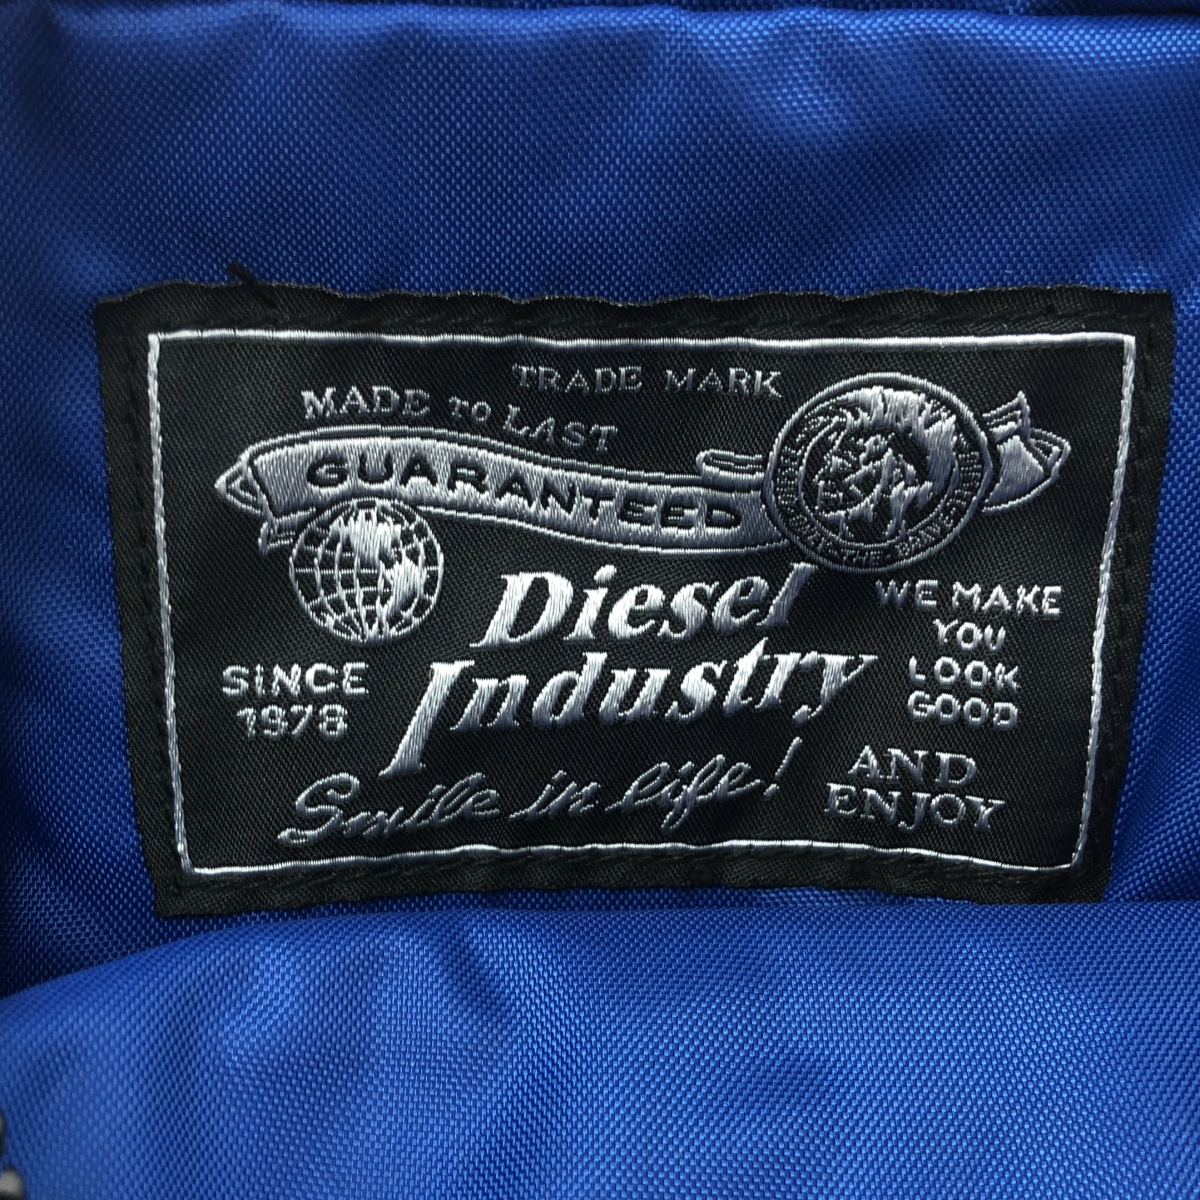 TRADE MARK
MADE TO LAST
GUARANTEED
Diesel
Industry
SINCE
1978
WE MAKE
YOU
LOOK
GOOD
Smile in life!
AND
ENJOY